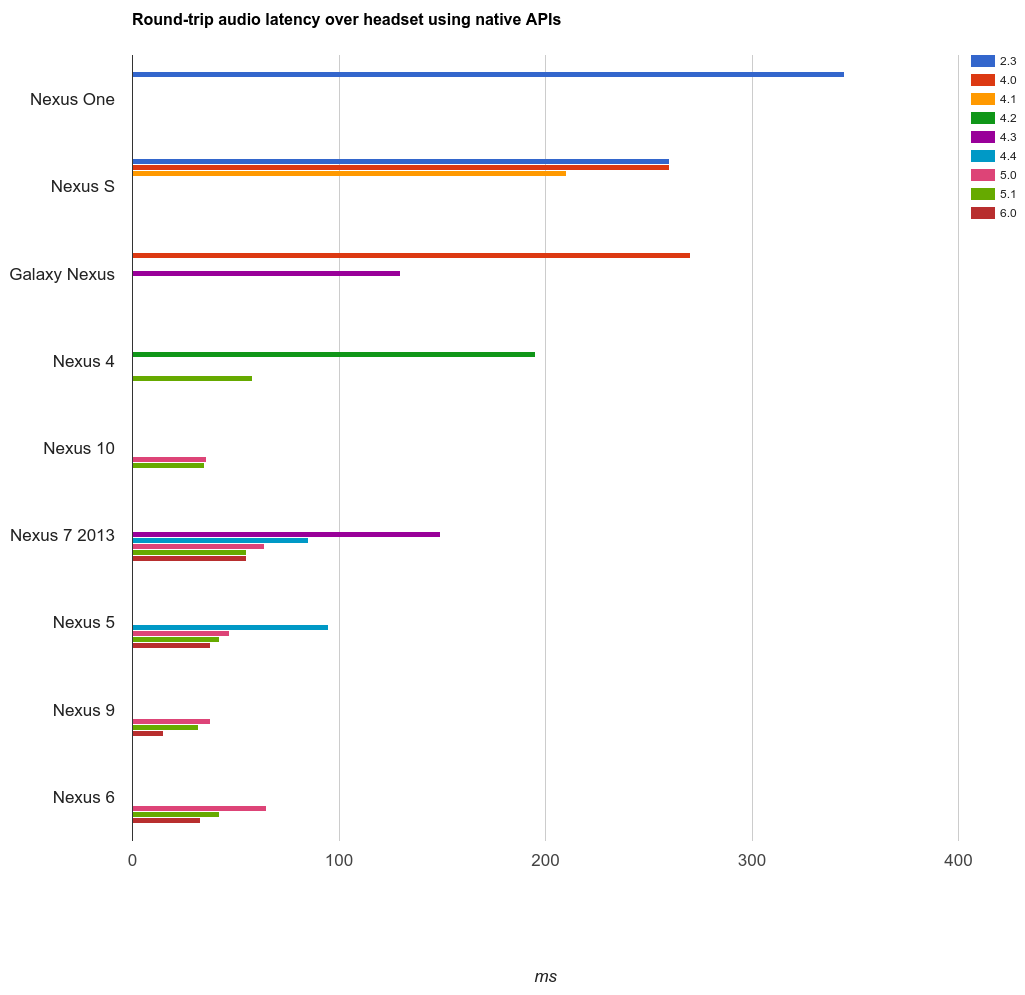 Round-trip audio latency over headset using native APIs
2.3
4.0
4.1
4.2
4.3
4.4
5.0
5.1
6.0
Nexus One
Nexus S
Galaxy Nexus
Nexus 4
Nexus 10
Nexus 7 2013
Nexus 5
Nexus 9
Nexus 6
0 100 200 300 400
ms